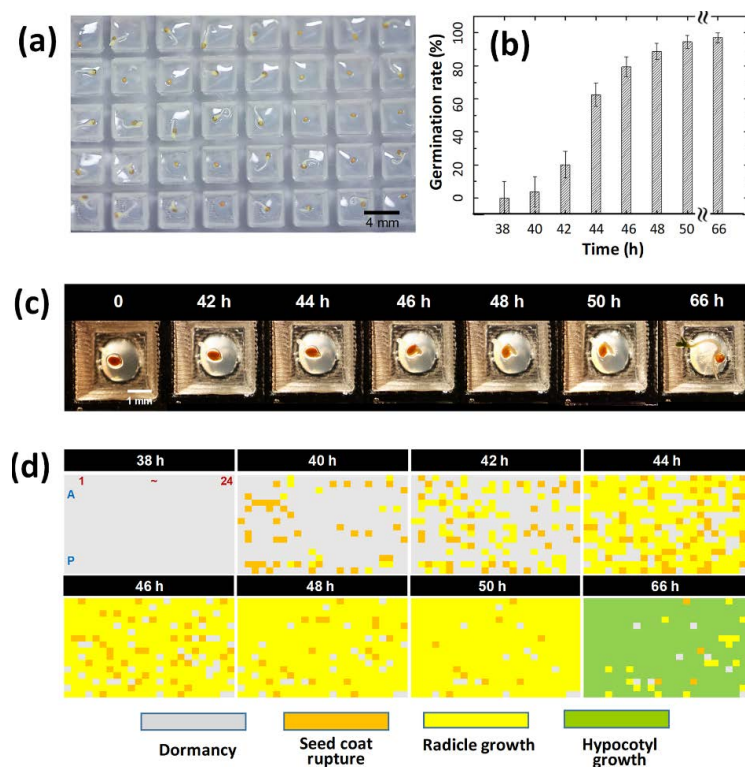 (a)
4 mm
(b)
Germination rate (%)
100
80
60
40
20
0
38 40 42 44 46 48 50 66
Time (h)
(c)
0 42 h 44 h 46 h 48 h 50 h 66 h
1 mm
(d)
38 h 40 h 42 h 44 h
1 ~ 24
A
P
46 h 48 h 50 h 66 h
Dormancy
Seed coat
rupture
Radicle growth
Hypocotyl
growth